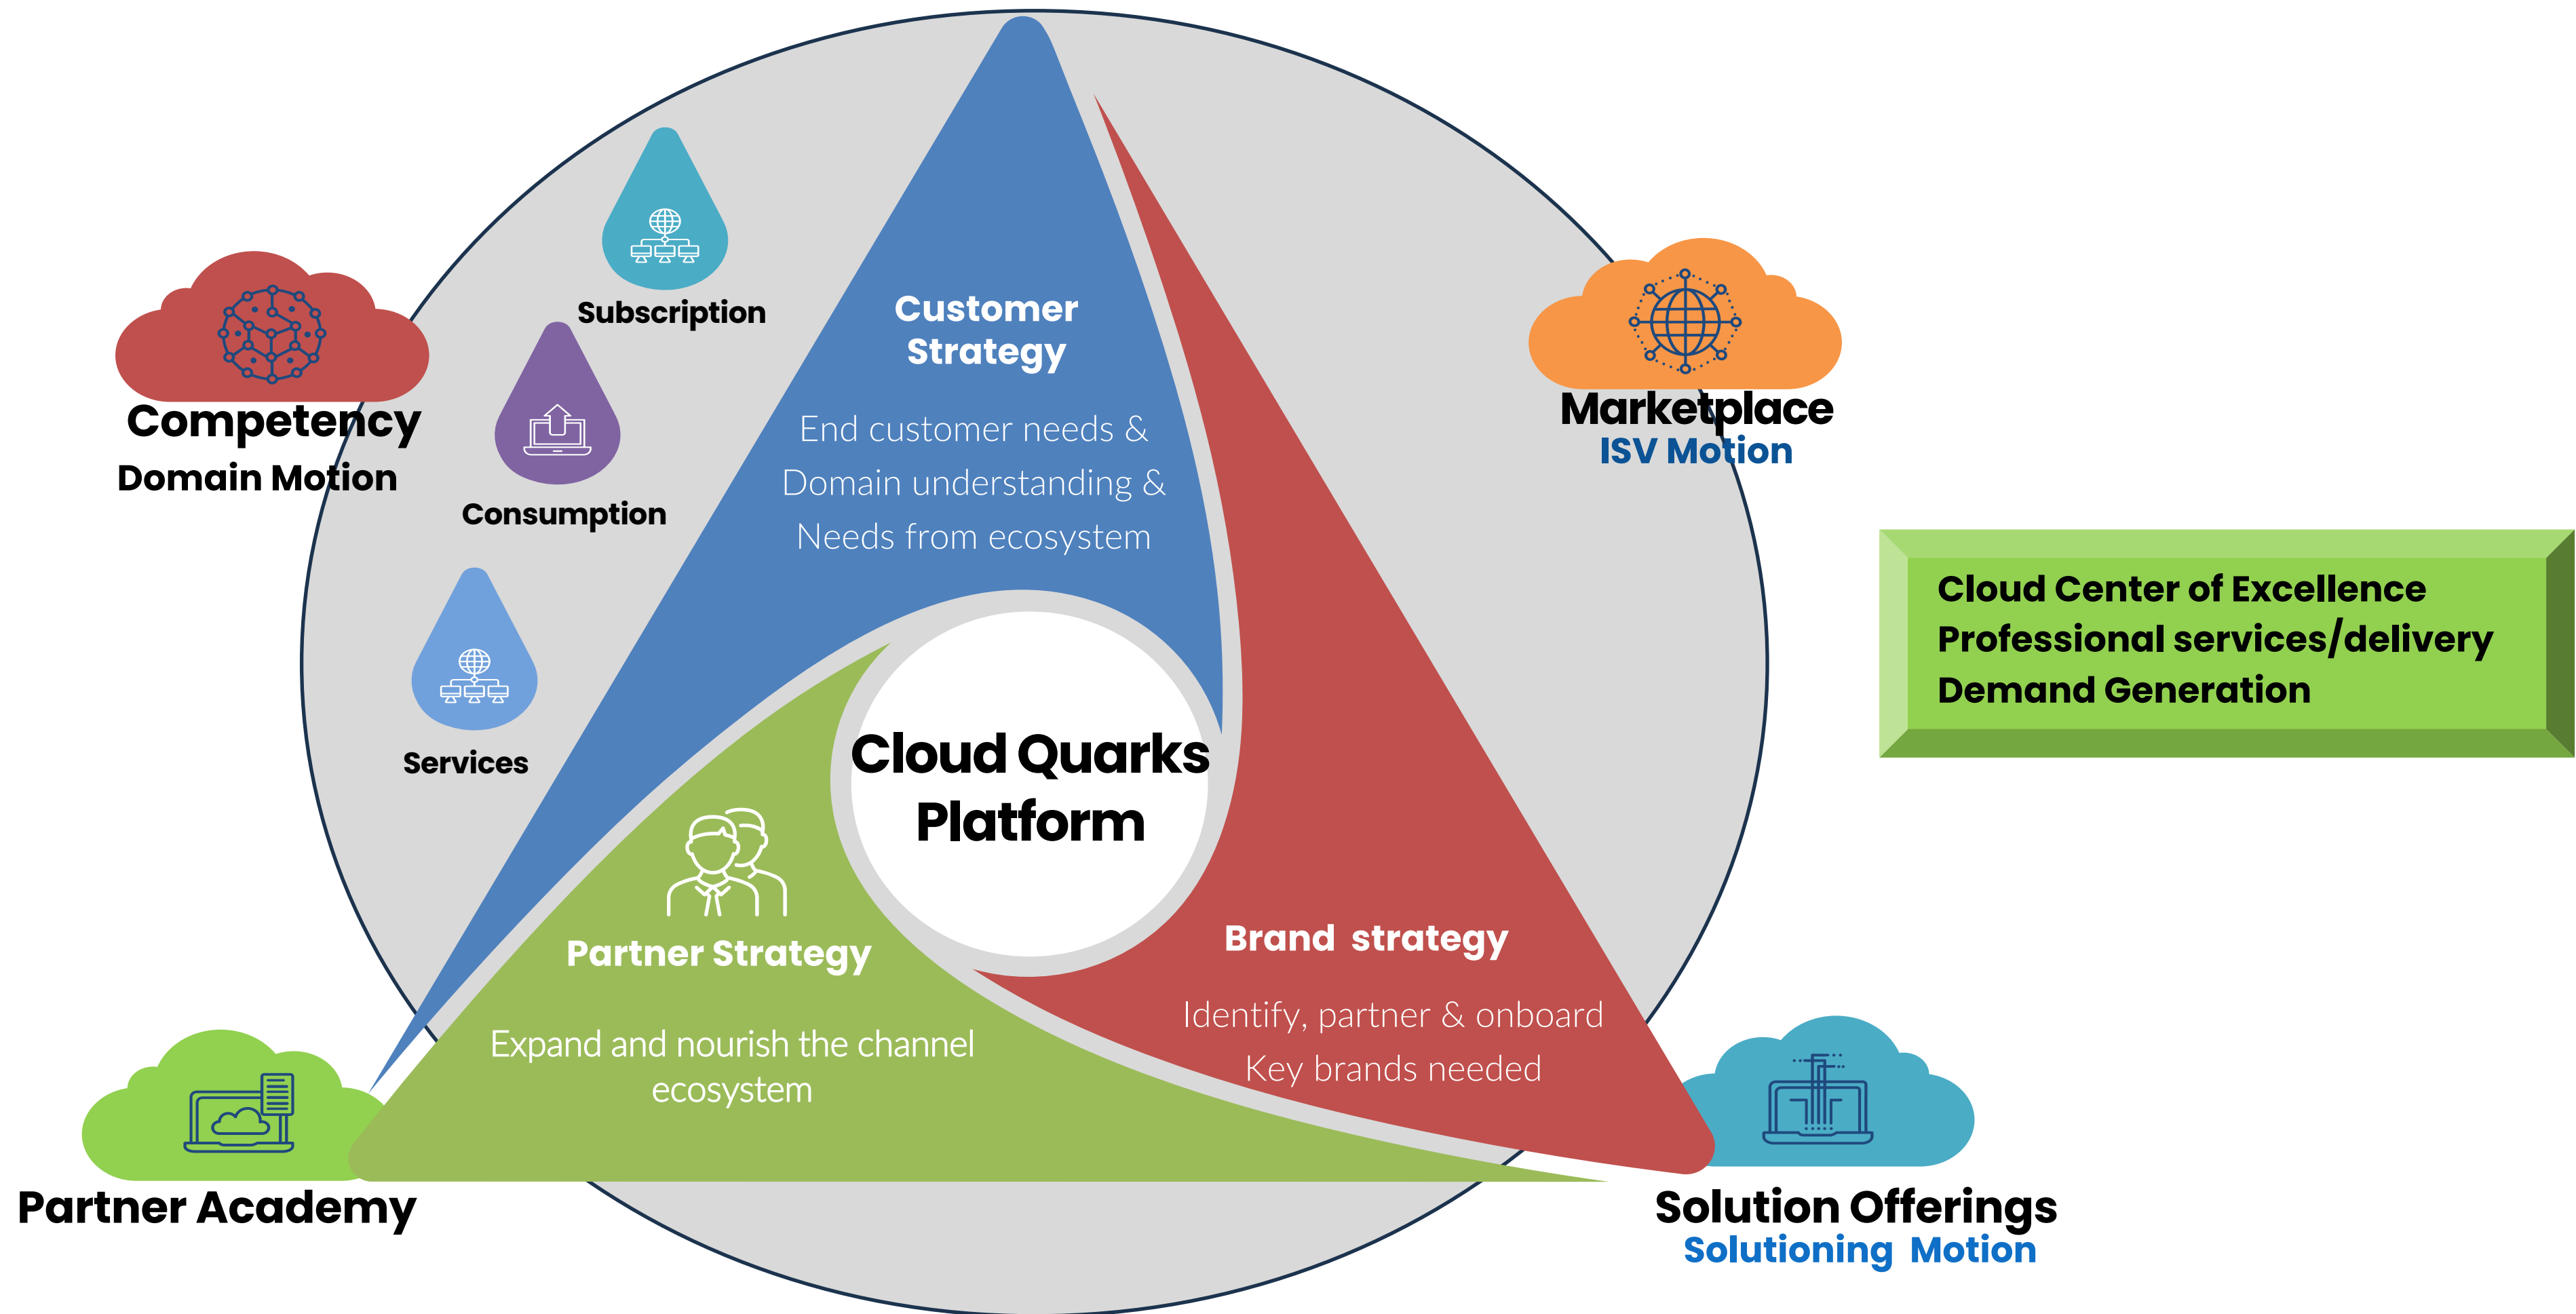 Subscription
Consumption
Services
Competency
Domain Motion
Customer
Strategy
End customer needs &
Domain understanding &
Needs from ecosystem
Marketplace
ISV Motion
Cloud Center of Excellence
Professional services/delivery
Demand Generation
Cloud Quarks
Platform
Partner Strategy
Expand and nourish the channel
ecosystem
Brand strategy
Identify, partner & onboard
Key brands needed
Partner Academy
Solution Offerings
Solutioning Motion